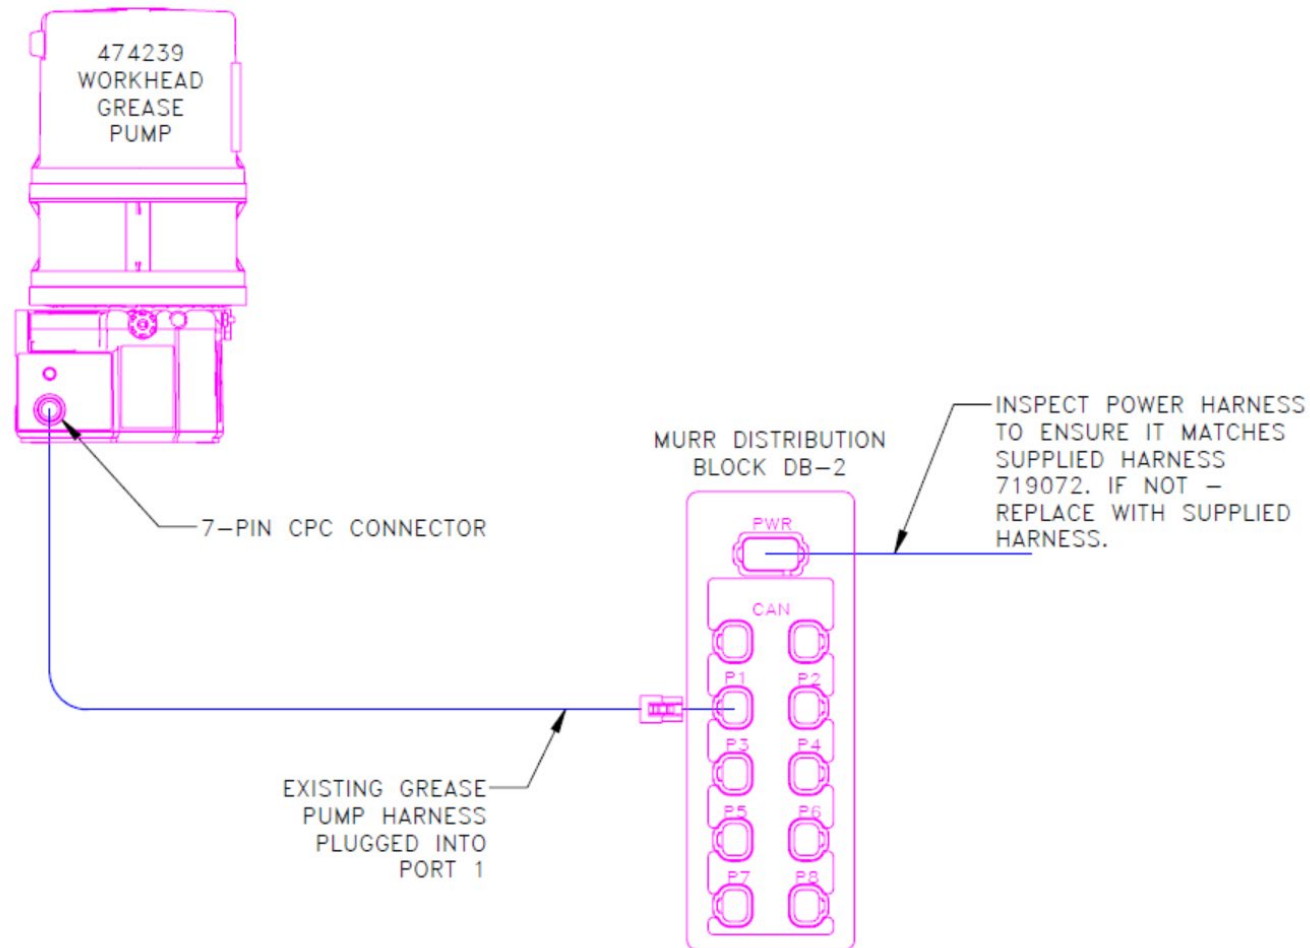 474239
WORKHEAD
GREASE
PUMP
7-PIN CPC CONNECTOR
EXISTING GREASE
PUMP HARNESS
PLUGGED INTO
PORT 1
MURR DISTRIBUTION
BLOCK DB-2
PWR
CAN
P1 P2
P3 P4
P5 P6
P7 P8
INSPECT POWER HARNESS
TO ENSURE IT MATCHES
SUPPLIED HARNESS
719072. IF NOT -
REPLACE WITH SUPPLIED
HARNESS.